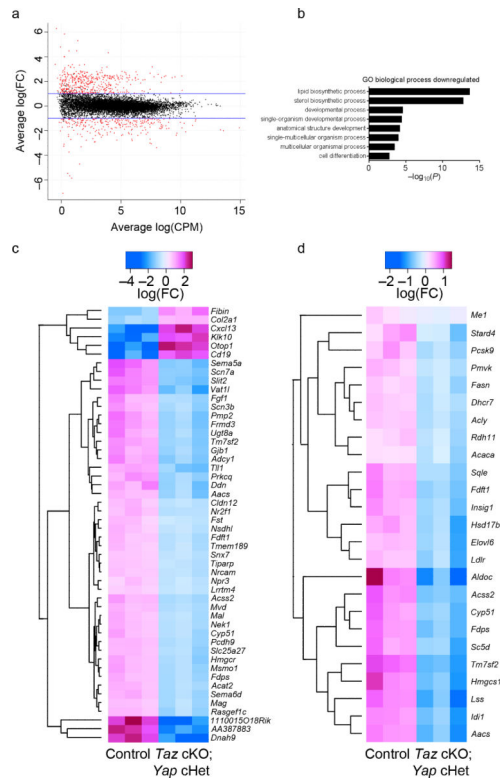 a
b
Average log(FC)
6
4
2
0
−2
−4
−6
0
5
10
15
Average log(CPM)
GO biological process downregulated
lipid biosynthetic process
sterol biosynthetic process
developmental process
single-organism developmental process
anatomical structure development
single-multicellular organism process
multicellular organismal process
cell differentiation
0 5 10 15
−log10(P)
c
d
−4 −2 0 2
log(FC)
Fibin
Col2a1
Cxcl13
Klk10
Otop1
Cd19
Sema5a
Scn7a
Slit2
Vat1l
Fgf1
Scn3b
Pmp2
Frmd3
Ugt8a
Tm7sf2
Gjb1
Adcy1
Tll1
Prkcq
Ddn
Aacs
Cldn12
Nr2f1
Fst
Nsdhl
Fdft1
Tmem189
Snx7
Tiparp
Nrcam
Npr3
Lrrtm4
Acss2
Mvd
Mal
Nek1
Cyp51
Pcdh9
Slc25a27
Hmgcr
Msmo1
Fdps
Acat2
Sema6d
Mag
Rasgef1c
1110015O18Rik
AA387883
Dnah9
Control Taz cKO;
Yap cHet
−2 −1 0 1
log(FC)
Me1
Stard4
Pcsk9
Pmvk
Fasn
Dhcr7
Acly
Rdh11
Acaca
Sqle
Fdft1
Insig1
Hsd17b
Elovl6
Ldlr
Aldoc
Acss2
Cyp51
Fdps
Sc5d
Tm7sf2
Hmgcs1
Lss
Idi1
Aacs
Control Taz cKO;
Yap cHet